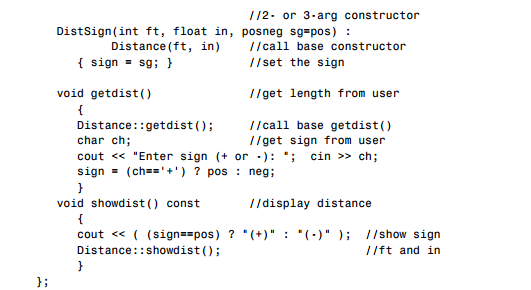 //2- or 3-arg constructor
   DistSign(int ft, float in, posneg sg=pos) :
           Distance(ft, in)   //call base constructor
      { sign = sg; }          //set the sign

   void getdist()             //get length from user
      {
      Distance::getdist();    //call base getdist()
      char ch;                //get sign from user
      cout << "Enter sign (+ or -): ";  cin >> ch;
      sign = (ch=='+') ? pos : neg;
      }
   void showdist() const      //display distance
      {
      cout << ( (sign==pos) ? "(+)" : "(-)" );  //show sign
      Distance::showdist();                     //ft and in
      }
};